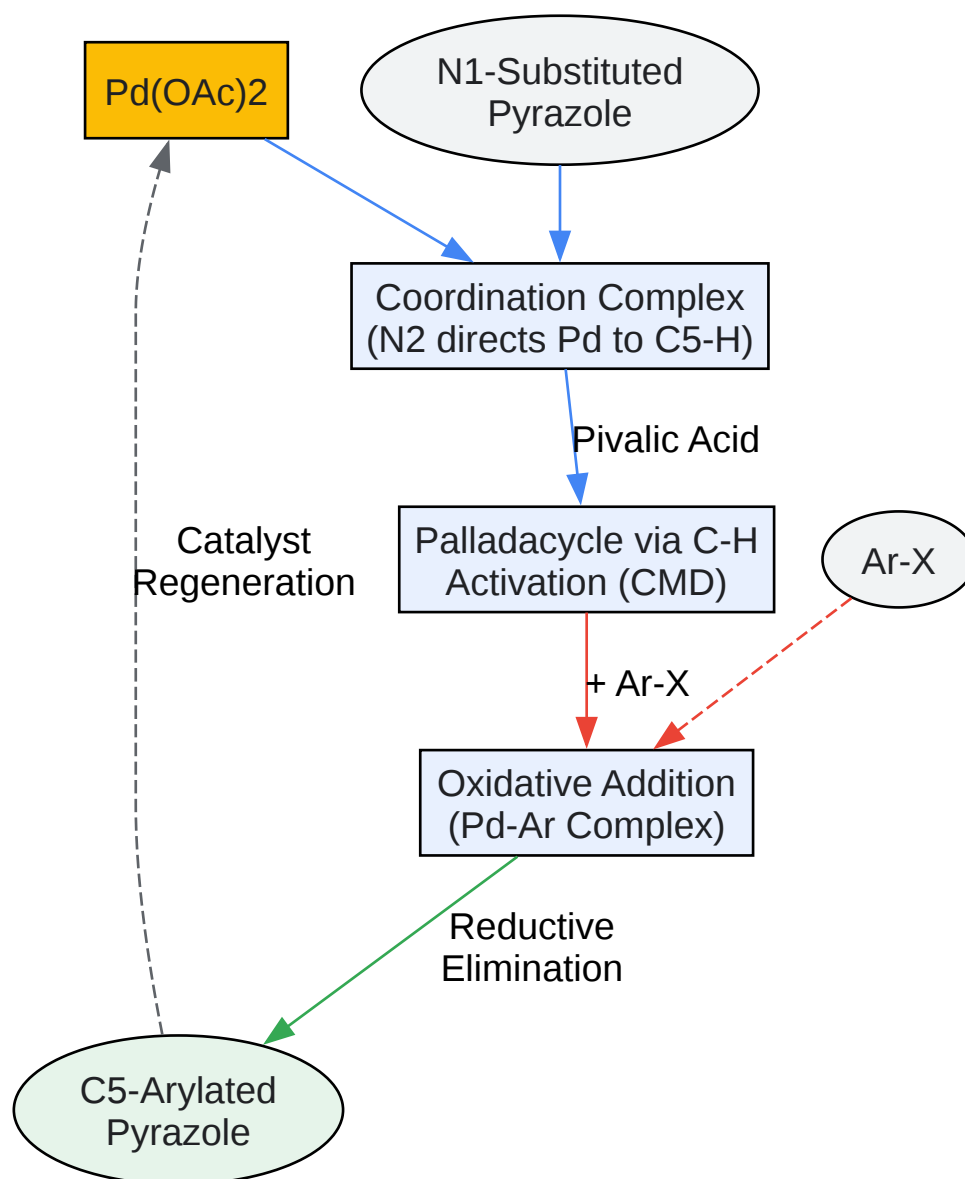 Pd(OAc)2
N1-Substituted
Pyrazole
Coordination Complex
(N2 directs Pd to C5-H)
Pivalic Acid
Palladacycle via C-H
Activation (CMD)
Ar-X
Catalyst
Regeneration
+ Ar-X
Oxidative Addition
(Pd-Ar Complex)
Reductive
Elimination
C5-Arylated
Pyrazole